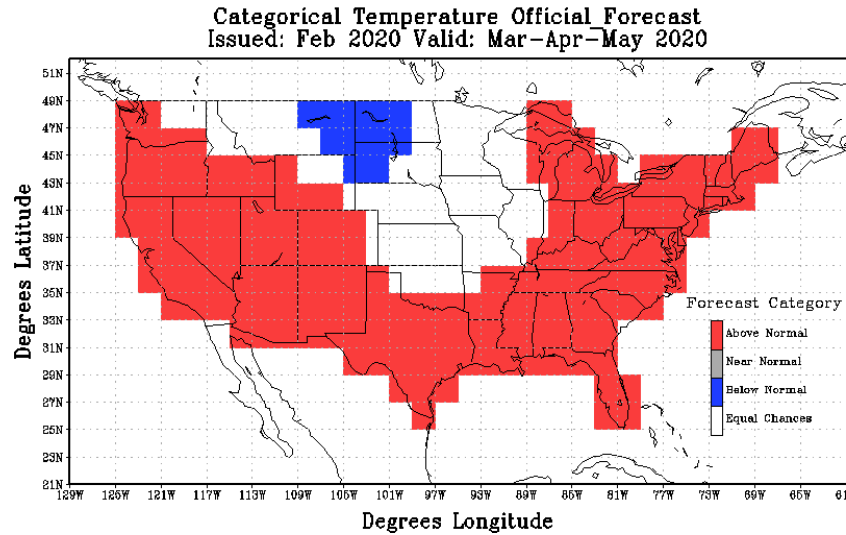 Categorical Temperature Official Forecast
Issued: Feb 2020 Valid: Mar-Apr-May 2020
51N
49N
47N
45N
43N
41N
39N
37N
35N
33N
31N
29N
27N
25N
23N
21N
Degrees Latitude
Forecast Category
Above Normal
Near Normal
Below Normal
Equal Chances
129W 125W 121W 117W 113W 109W 105W 101W 97W 93W 89W 85W 81W 77W 73W 69W 65W 61
Degrees Longitude